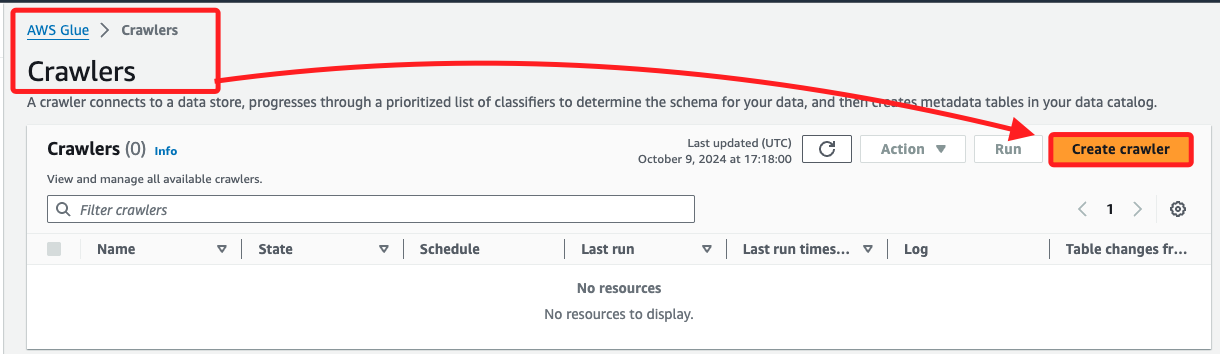 AWS Glue > Crawlers
Crawlers
A crawler connects to a data store, progresses through a prioritized list of classifiers to determine the schema for your data, and then creates metadata tables in your data catalog.
Crawlers (0) Info
Last updated (UTC)
October 9, 2024 at 17:18:00
Action
Run
Create crawler
View and manage all available crawlers.
Filter crawlers
1
Name State Schedule Last run Last run times... Log Table changes fr...
No resources
No resources to display.